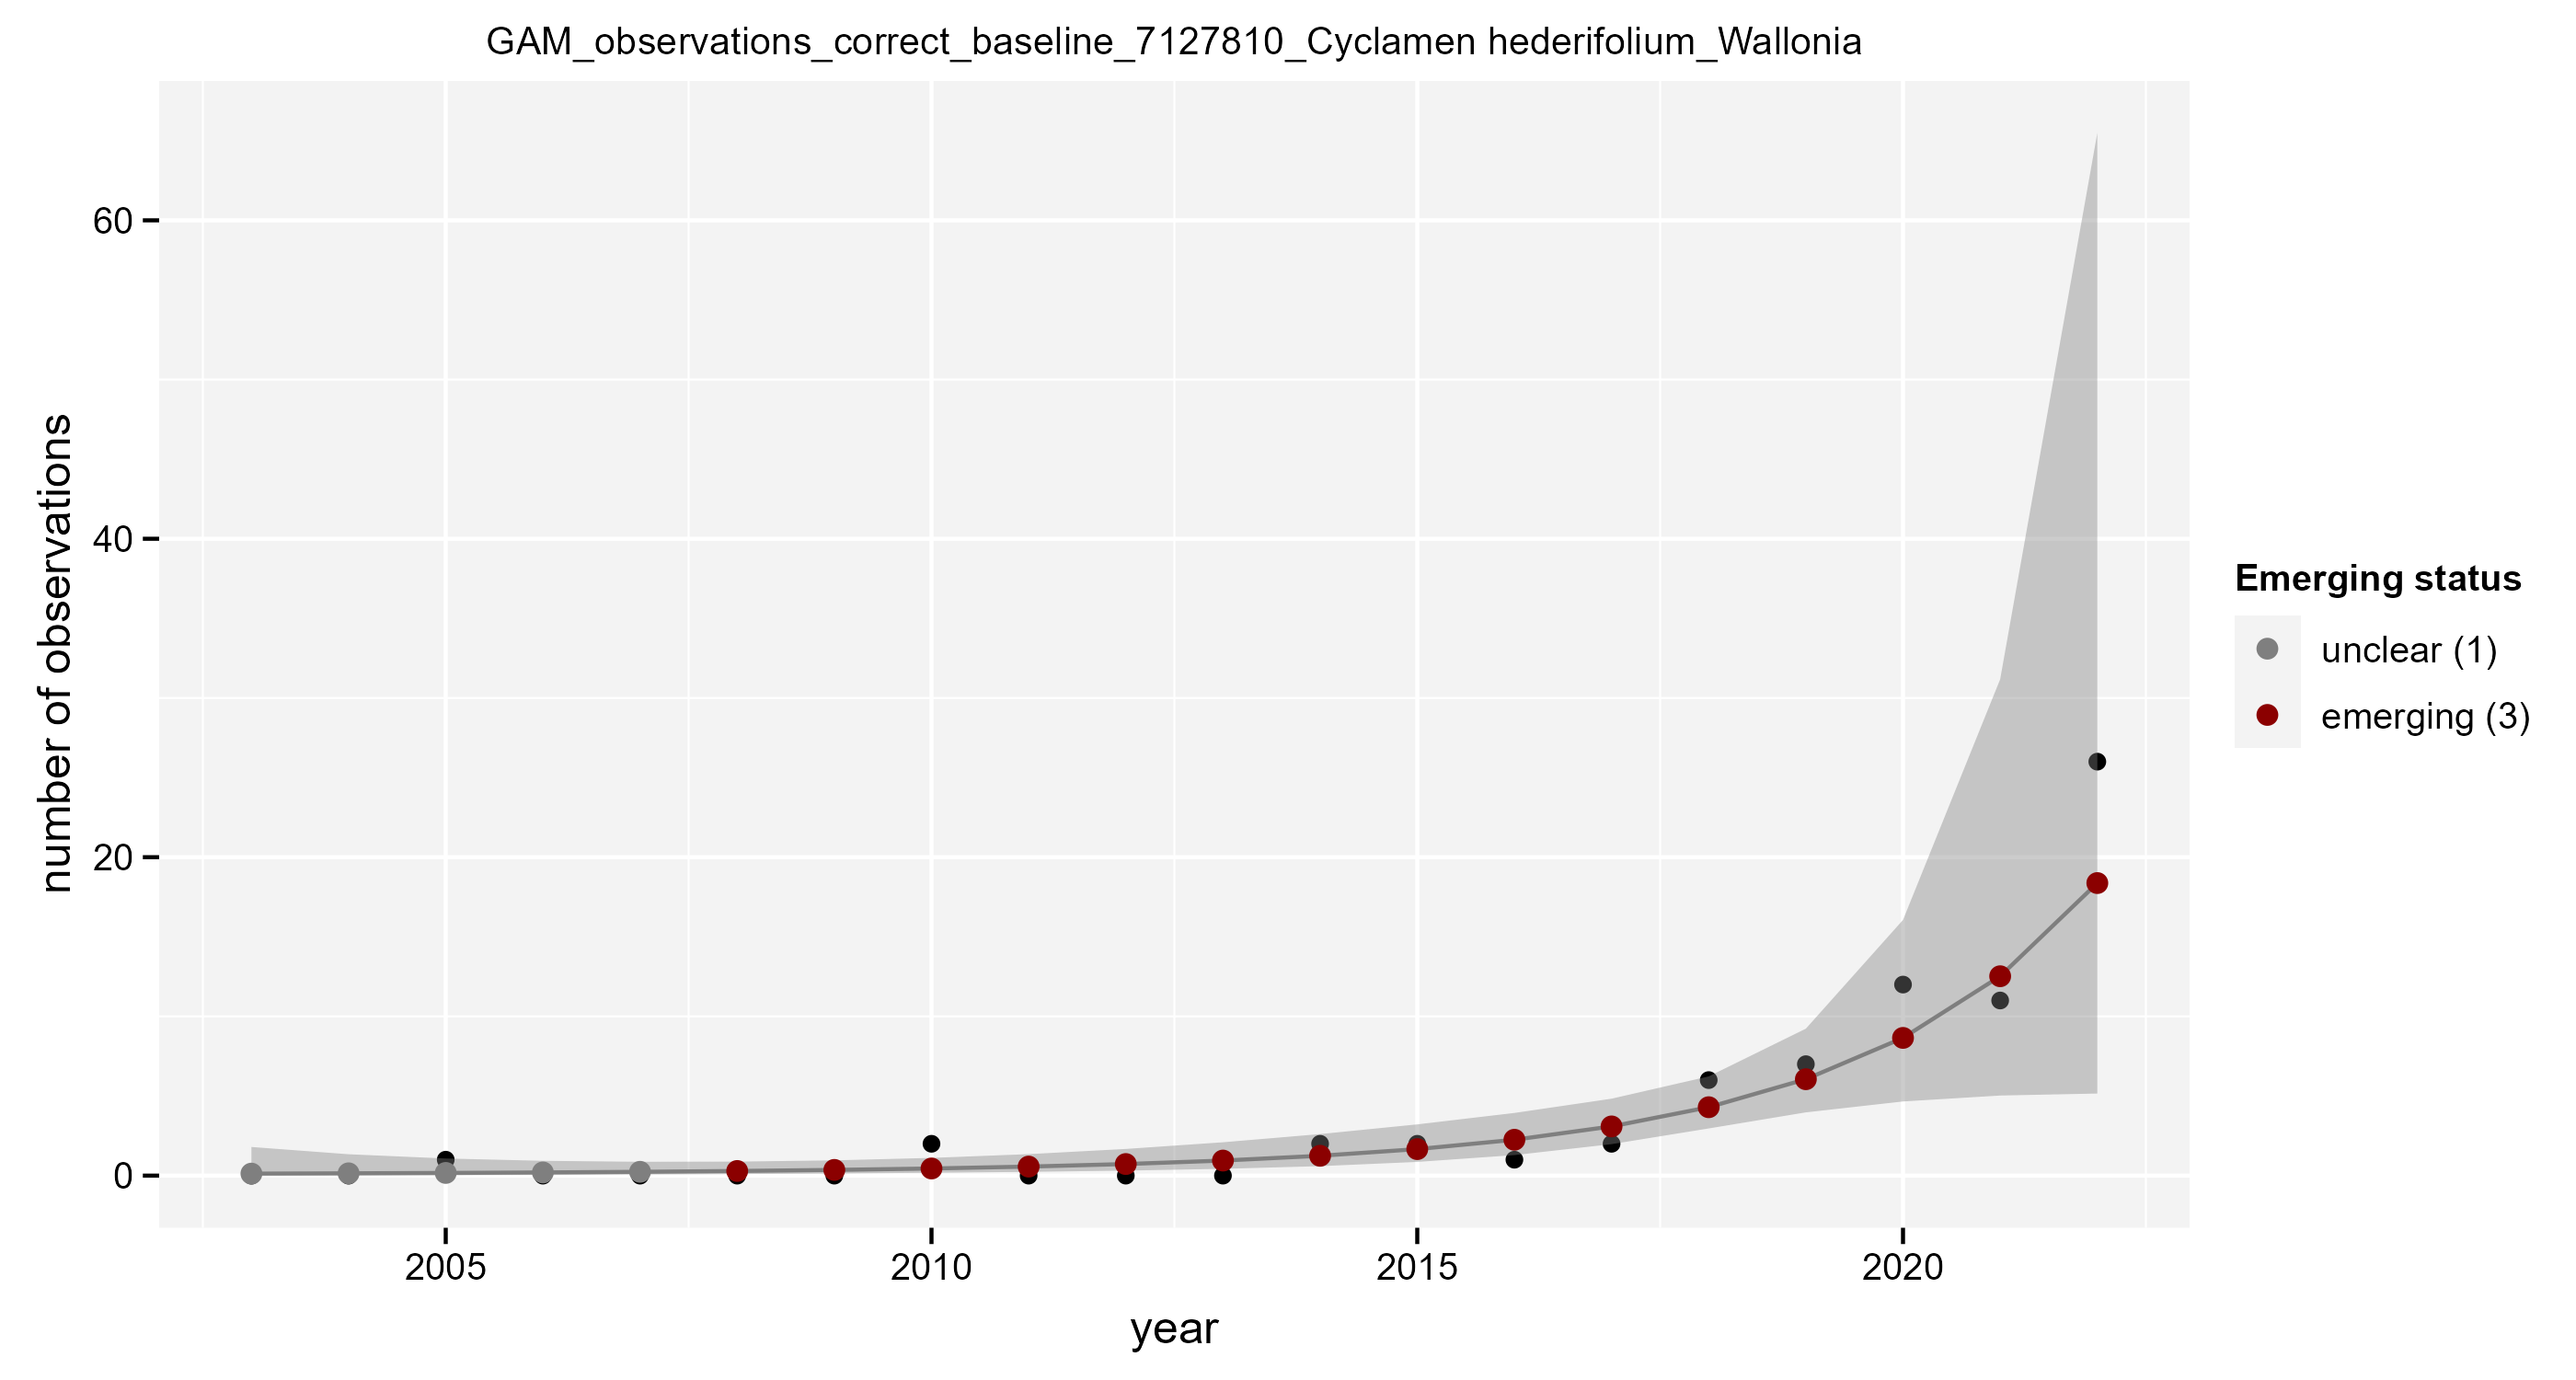 GAM_observations_correct_baseline_7127810_Cyclamen hederifolium_Wallonia
number of observations
60
40
20
0
2005
2010
2015
2020
year
Emerging status
unclear (1)
emerging (3)